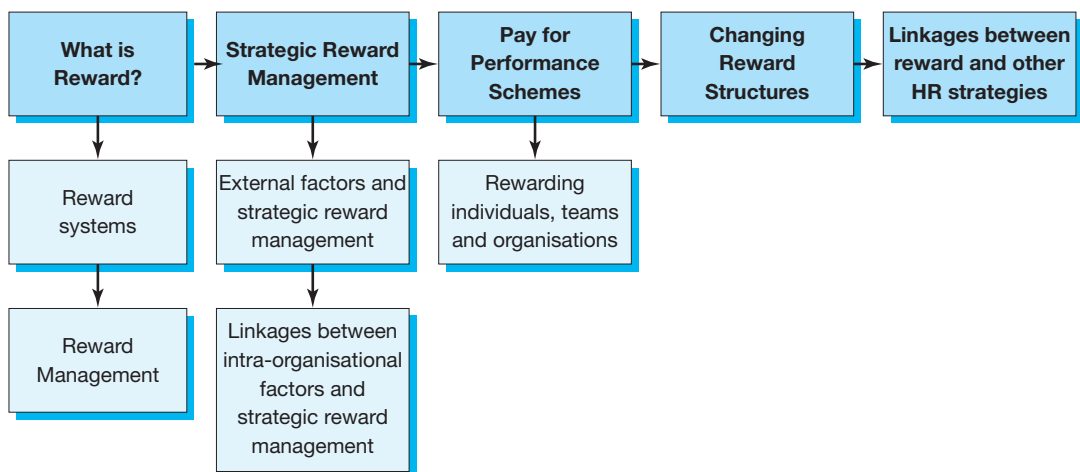 What is
Reward?
Strategic Reward
Management
Pay for
Performance
Schemes
Changing
Reward
Structures
Linkages between
reward and other
HR strategies
Reward
systems
External factors and
strategic reward
management
Rewarding
individuals, teams
and organisations
Reward
Management
Linkages between
intra-organisational
factors and
strategic reward
management